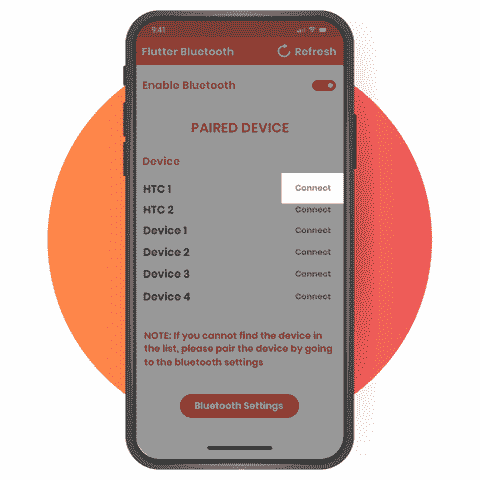 9:41
Flutter Bluetooth Refresh
Enable Bluetooth
PAIRED DEVICE
Device
HTC 1 Connect
HTC 2 Connect
Device 1 Connect
Device 2 Connect
Device 3 Connect
Device 4 Connect
NOTE: If you cannot find the device in
the list, please pair the device by going
to the bluetooth settings
Bluetooth Settings